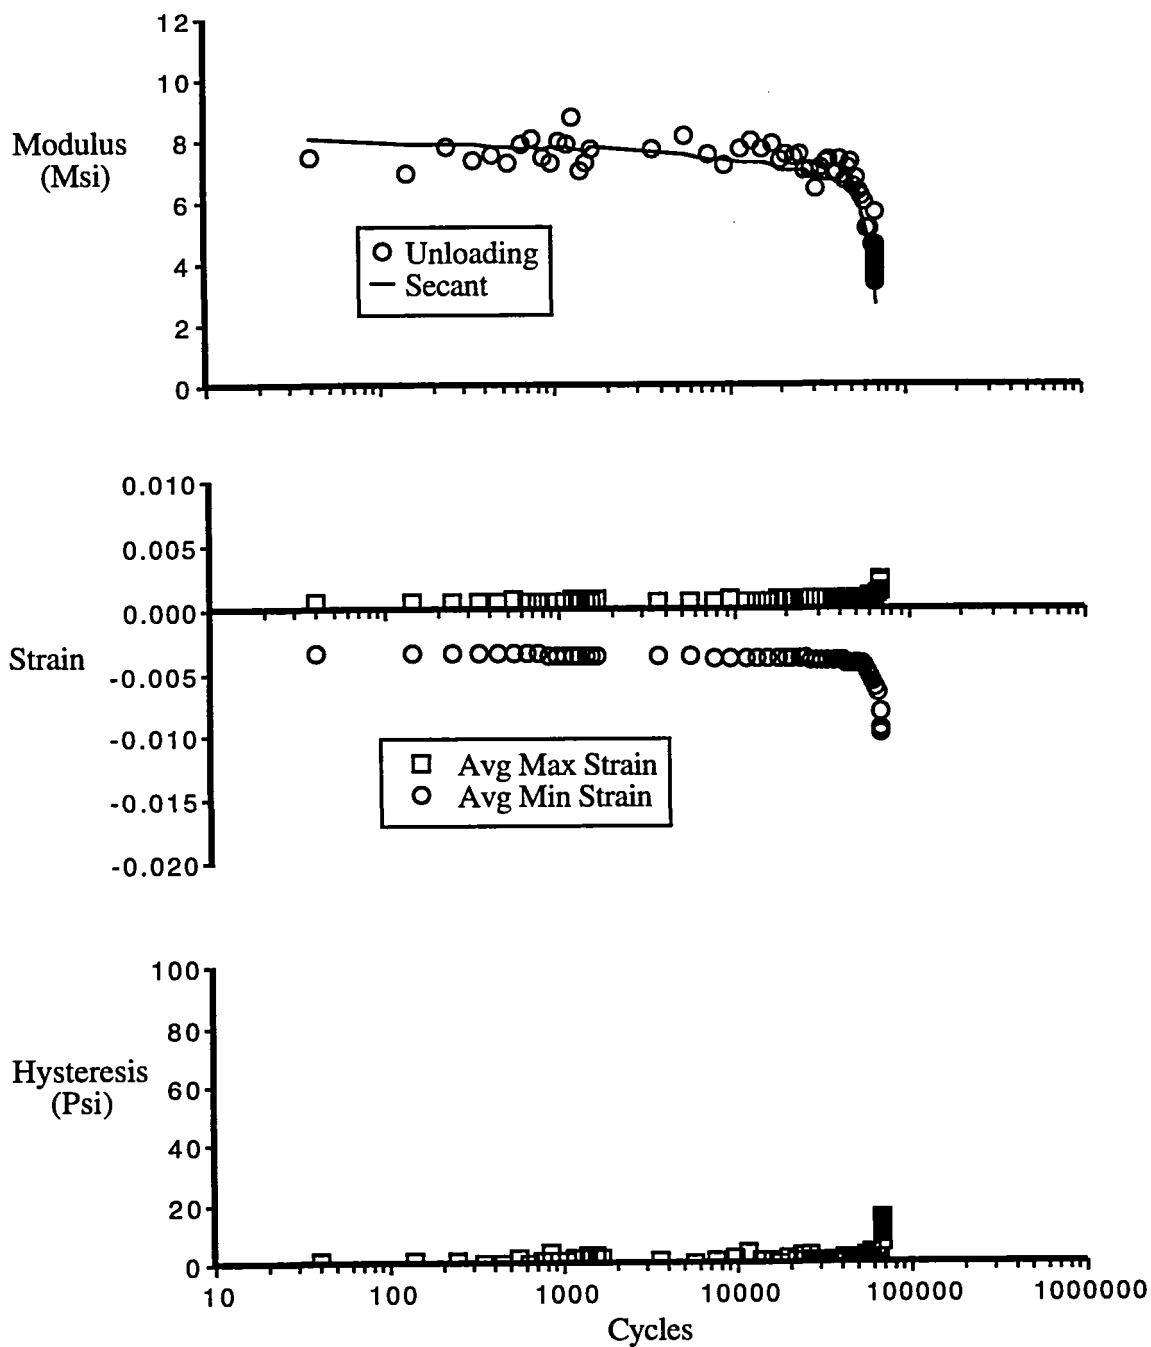 12
10
Modulus
(Msi)
8
6
Unloading
Secant
4
2
0
0.010
0.005
0.000
Strain
-0.005
-0.010
Avg Max Strain
Avg Min Strain
-0.015
-0.020
100
80
Hysteresis
(Psi)
60
40
20
0
10 100 1000 10000 100000 1000000
Cycles